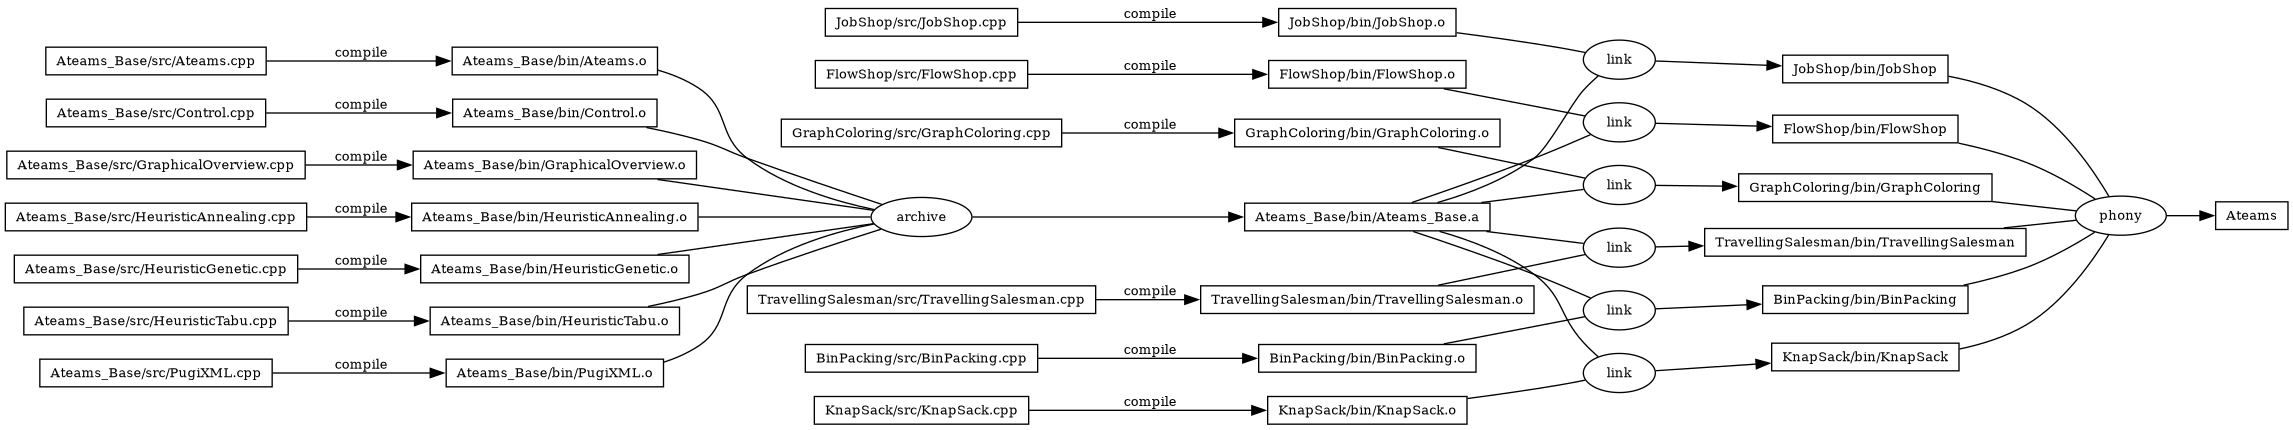 JobShop/src/JobShop.cpp
compile
JobShop/bin/JobShop.o
Ateams_Base/src/Ateams.cpp
compile
Ateams_Base/bin/Ateams.o
link
FlowShop/src/FlowShop.cpp
compile
FlowShop/bin/FlowShop.o
JobShop/bin/JobShop
Ateams_Base/src/Control.cpp
compile
Ateams_Base/bin/Control.o
link
FlowShop/bin/FlowShop
GraphColoring/src/GraphColoring.cpp
compile
GraphColoring/bin/GraphColoring.o
Ateams_Base/src/GraphicalOverview.cpp
compile
Ateams_Base/bin/GraphicalOverview.o
link
GraphColoring/bin/GraphColoring
Ateams_Base/src/HeuristicAnnealing.cpp
compile
Ateams_Base/bin/HeuristicAnnealing.o
archive
Ateams_Base/bin/Ateams_Base.a
phony
Ateams
link
TravellingSalesman/bin/TravellingSalesman
Ateams_Base/src/HeuristicGenetic.cpp
compile
Ateams_Base/bin/HeuristicGenetic.o
TravellingSalesman/src/TravellingSalesman.cpp
compile
TravellingSalesman/bin/TravellingSalesman.o
BinPacking/bin/BinPacking
link
Ateams_Base/src/HeuristicTabu.cpp
compile
Ateams_Base/bin/HeuristicTabu.o
BinPacking/src/BinPacking.cpp
compile
BinPacking/bin/BinPacking.o
KnapSack/bin/KnapSack
Ateams_Base/src/PugiXML.cpp
compile
Ateams_Base/bin/PugiXML.o
link
KnapSack/src/KnapSack.cpp
compile
KnapSack/bin/KnapSack.o